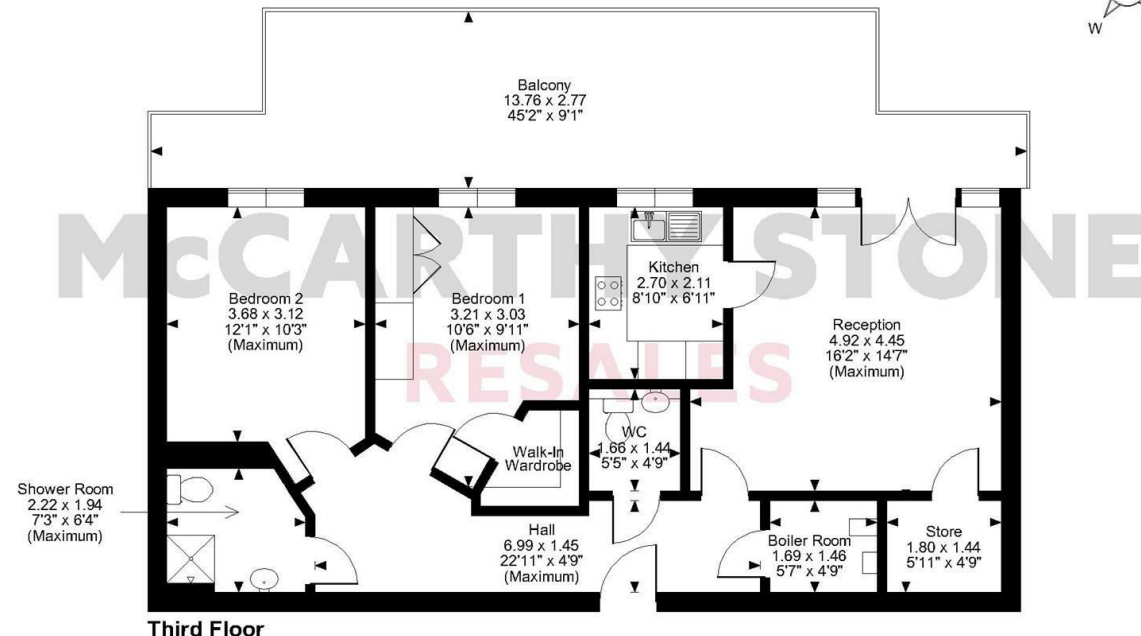 W
Balcony
13.76 x 2.77
45'2" x 9'1"
McCARTHY STONE
RESALES
Bedroom 2
3.68 x 3.12
12'1" x 10'3"
(Maximum)
Bedroom 1
3.21 x 3.03
10'6" x 9'11"
(Maximum)
Kitchen
2.70 x 2.11
8'10" x 6'11"
Reception
4.92 x 4.45
16'2" x 14'7"
(Maximum)
Walk-In
Wardrobe
WC
1.66 x 1.44
5'5" x 4'9"
Shower Room
2.22 x 1.94
7'3" x 6'4"
(Maximum)
Hall
6.99 x 1.45
22'11" x 4'9"
(Maximum)
Boiler Room
1.69 x 1.46
5'7" x 4'9"
Store
1.80 x 1.44
5'11" x 4'9"
Third Floor